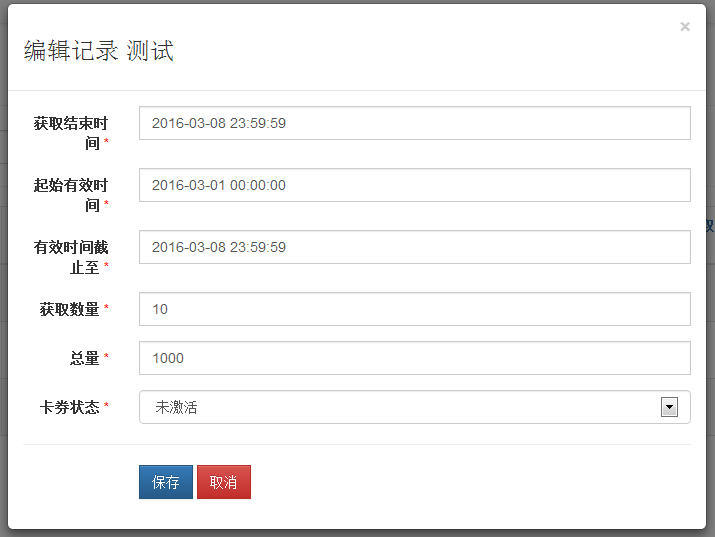 ×
编辑记录 测试
获取结束时
间 *
2016-03-08 23:59:59
起始有效时
间 *
2016-03-01 00:00:00
有效时间截
止至 *
2016-03-08 23:59:59
获取数量 *
10
总量 *
1000
卡券状态 *
未激活
保存 取消
取